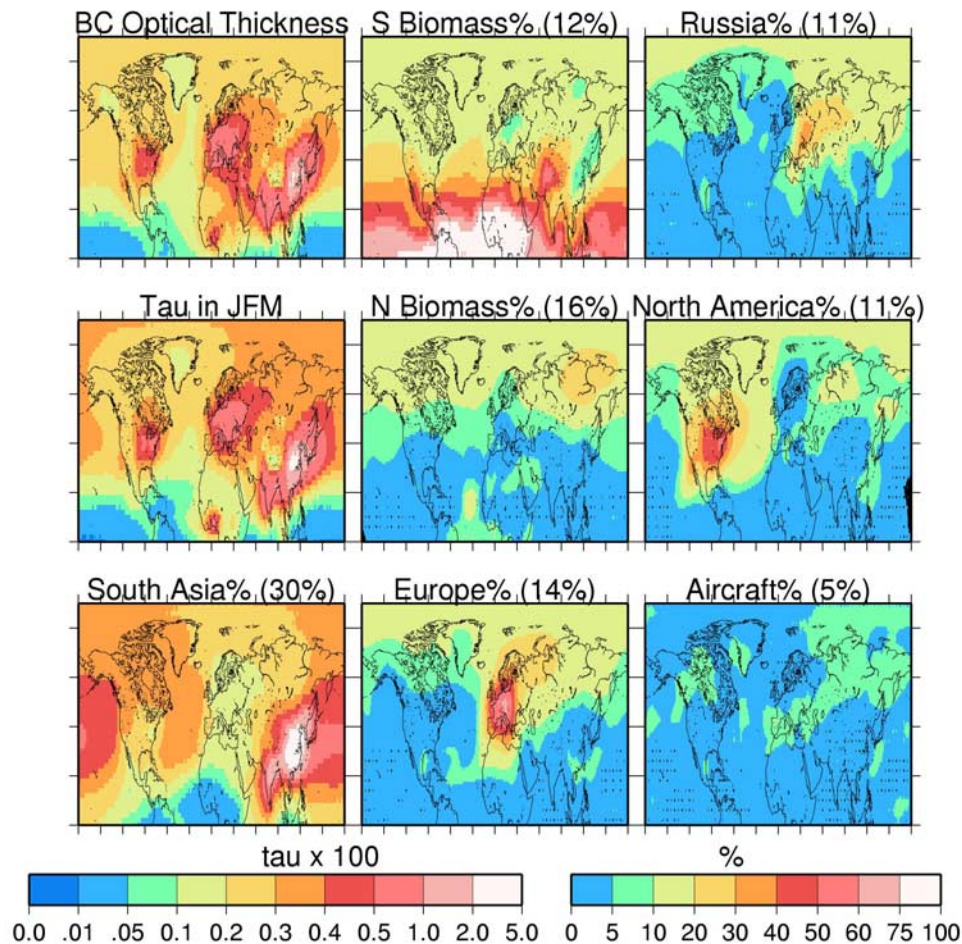 BC Optical Thickness S Biomass% (12%) Russia% (11%)
Tau in JFM N Biomass% (16%) North America% (11%)
South Asia% (30%) Europe% (14%) Aircraft% (5%)
tau x 100 %
0.0 .01 .05 0.1 0.2 0.3 0.4 0.5 1.0 2.0 5.0 0 5 10 20 30 40 50 60 75 100